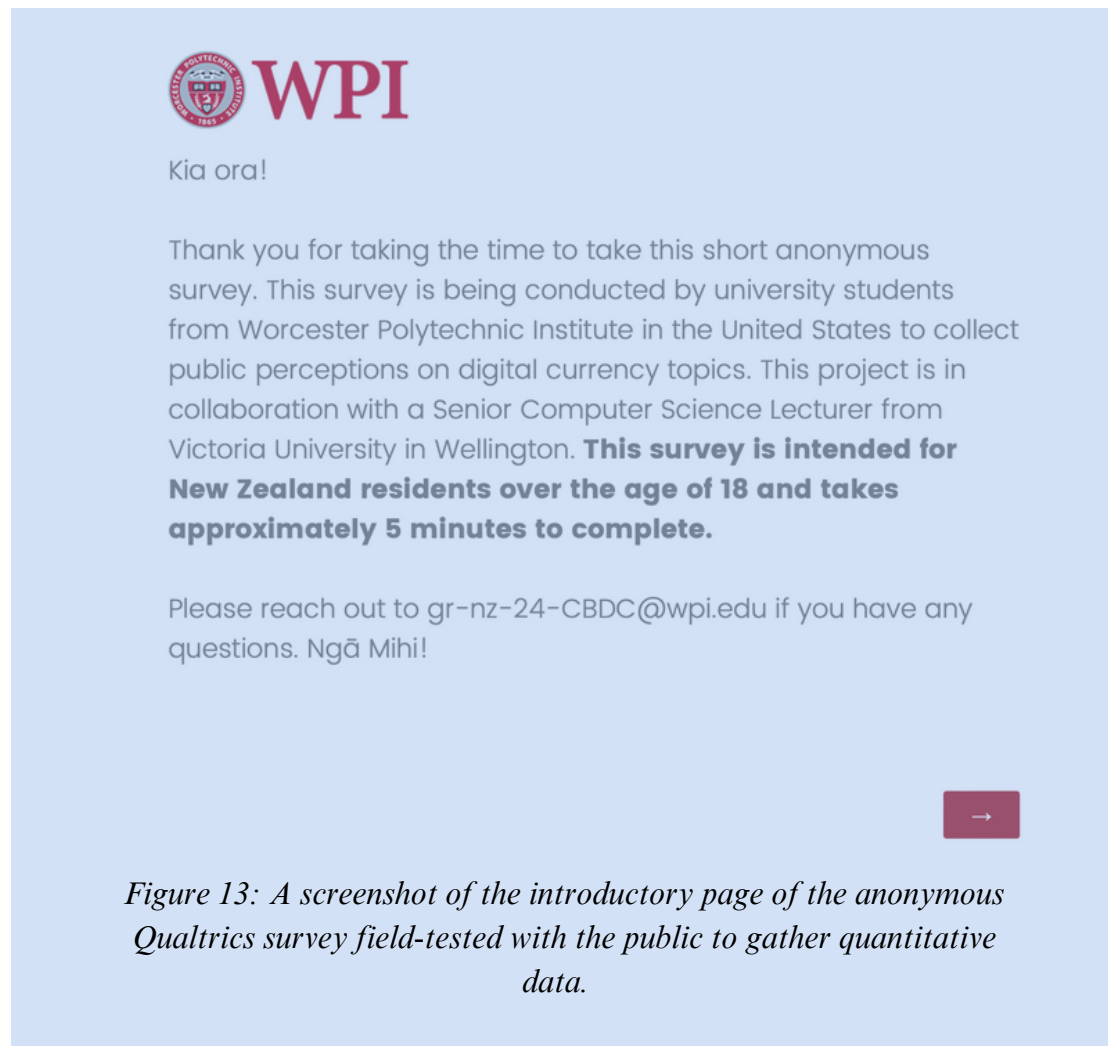 WORCESTER POLYTECHNIC INSTITUTE
1865
WPI
Kia ora!
Thank you for taking the time to take this short anonymous
survey. This survey is being conducted by university students
from Worcester Polytechnic Institute in the United States to collect
public perceptions on digital currency topics. This project is in
collaboration with a Senior Computer Science Lecturer from
Victoria University in Wellington. This survey is intended for
New Zealand residents over the age of 18 and takes
approximately 5 minutes to complete.
Please reach out to gr-nz-24-CBDC@wpi.edu if you have any
questions. Ngā Mihi!
→
Figure 13: A screenshot of the introductory page of the anonymous
Qualtrics survey field-tested with the public to gather quantitative
data.